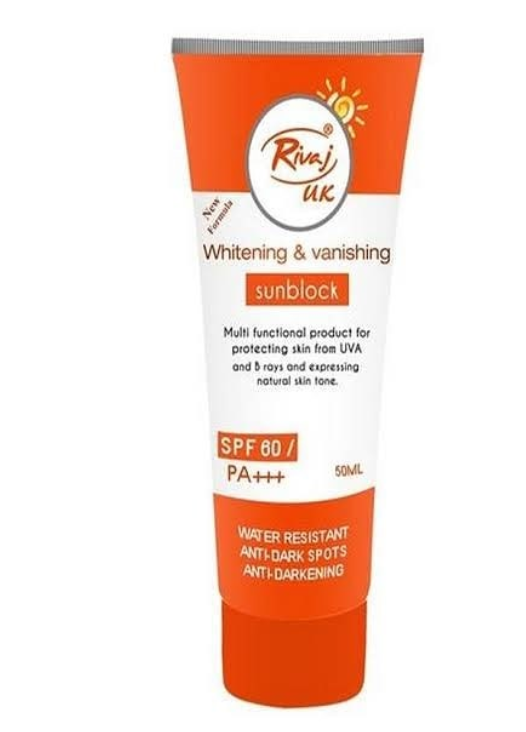 Rivaj®
UK
New
Formula
Whitening & vanishing
sunblock
Multi functional product for
protecting skin from UVA
and B rays and expressing
natural skin tone.
SPF 60 /
PA+++
50ML
WATER RESISTANT
ANTI-DARK SPOTS
ANTI-DARKENING